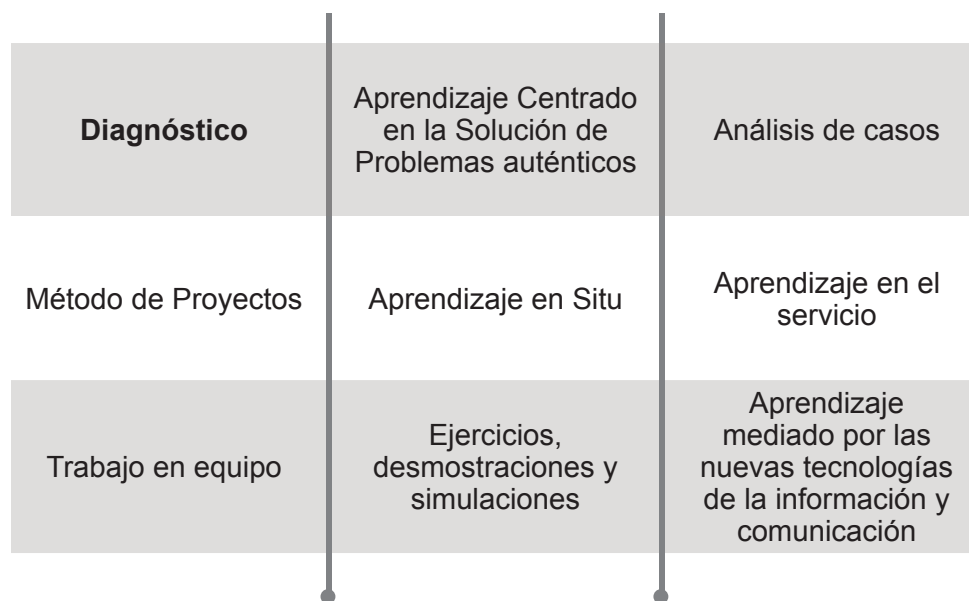 Diagnóstico
Aprendizaje Centrado
en la Solución de
Problemas auténticos
Análisis de casos
Método de Proyectos
Aprendizaje en Situ
Aprendizaje en el
servicio
Trabajo en equipo
Ejercicios,
desmostraciones y
simulaciones
Aprendizaje
mediado por las
nuevas tecnologías
de la información y
comunicación